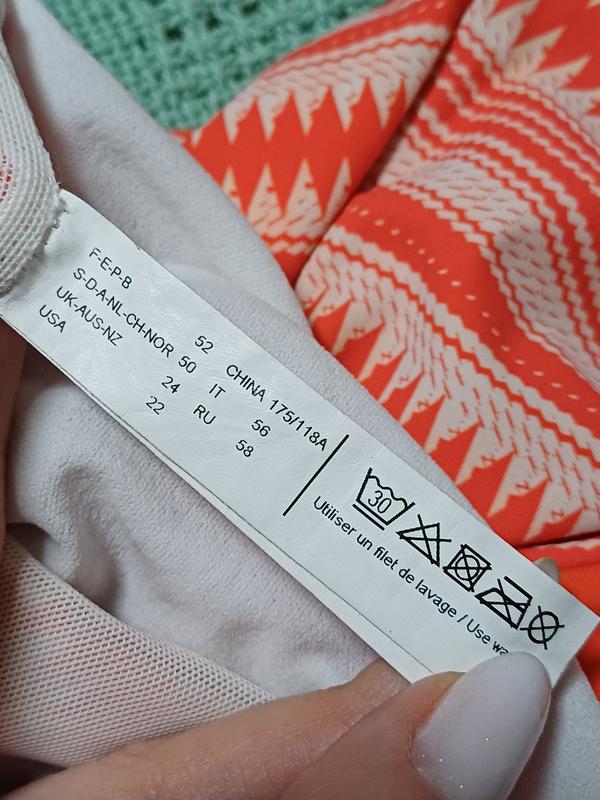 F-E-P-B 52 CHINA 175/118A
S-D-A-NL-CH-NOR 50 IT 56
UK-AUS-NZ 24 RU 58
USA 22
30
Utiliser un filet de lavage / Use